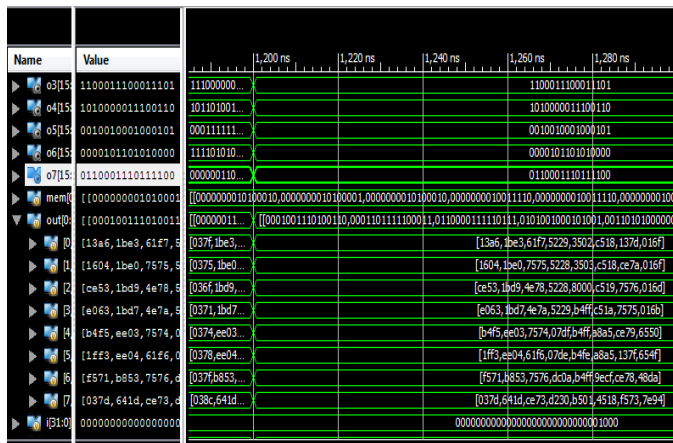 Name Value
1,200 ns 1,220 ns 1,240 ns 1,260 ns 1,280 ns
o3[15: 1100011100011101 111000000... 1100011100011101
o4[15: 1010000011100110 101101001... 1010000011100110
o5[15: 0010010001000101 000111111... 0010010001000101
o6[15: 0000101101010000 111101010... 0000101101010000
o7[15: 0110001110111100 000000110... 0110001110111100
mem[0 [[0000000001010001 [[0000000010100010,0000000010100001,0000000010100010,0000000010011110,0000000010011110,0000000010
out[0: [[000100111010011 [[00000011... [[0001001110100110,0001101111100011,0110000111110111,0101001000101001,0011010100000
[0, [13a6,1be3,61f7,5 [037f,1be3,... [13a6,1be3,61f7,5229,3502,c518,137d,016f]
[1, [1604,1be0,7575,5 [0375,1be0... [1604,1be0,7575,5228,3503,c518,ce7a,016f]
[2, [ce53,1bd9,4e78,5 [036f,1bd9,... [ce53,1bd9,4e78,5228,8000,c519,7576,016d]
[3, [e063,1bd7,4e7a,5 [0371,1bd7... [e063,1bd7,4e7a,5229,b4ff,c51a,7575,016b]
[4, [b4f5,ee03,7574,0 [0374,ee03... [b4f5,ee03,7574,07df,b4ff,a8a5,ce79,6550]
[5, [1ff3,ee04,61f6,0 [0378,ee04... [1ff3,ee04,61f6,07de,b4fe,a8a5,137f,654f]
[6, [f571,b853,7576,d [037f,b853,... [f571,b853,7576,dc0a,b4ff,9ecf,ce78,48da]
[7, [037d,641d,ce73,d [038c,641d... [037d,641d,ce73,d230,b501,4518,f573,7e94]
i[31:0] 0000000000000000 00000000000000000000000000001000